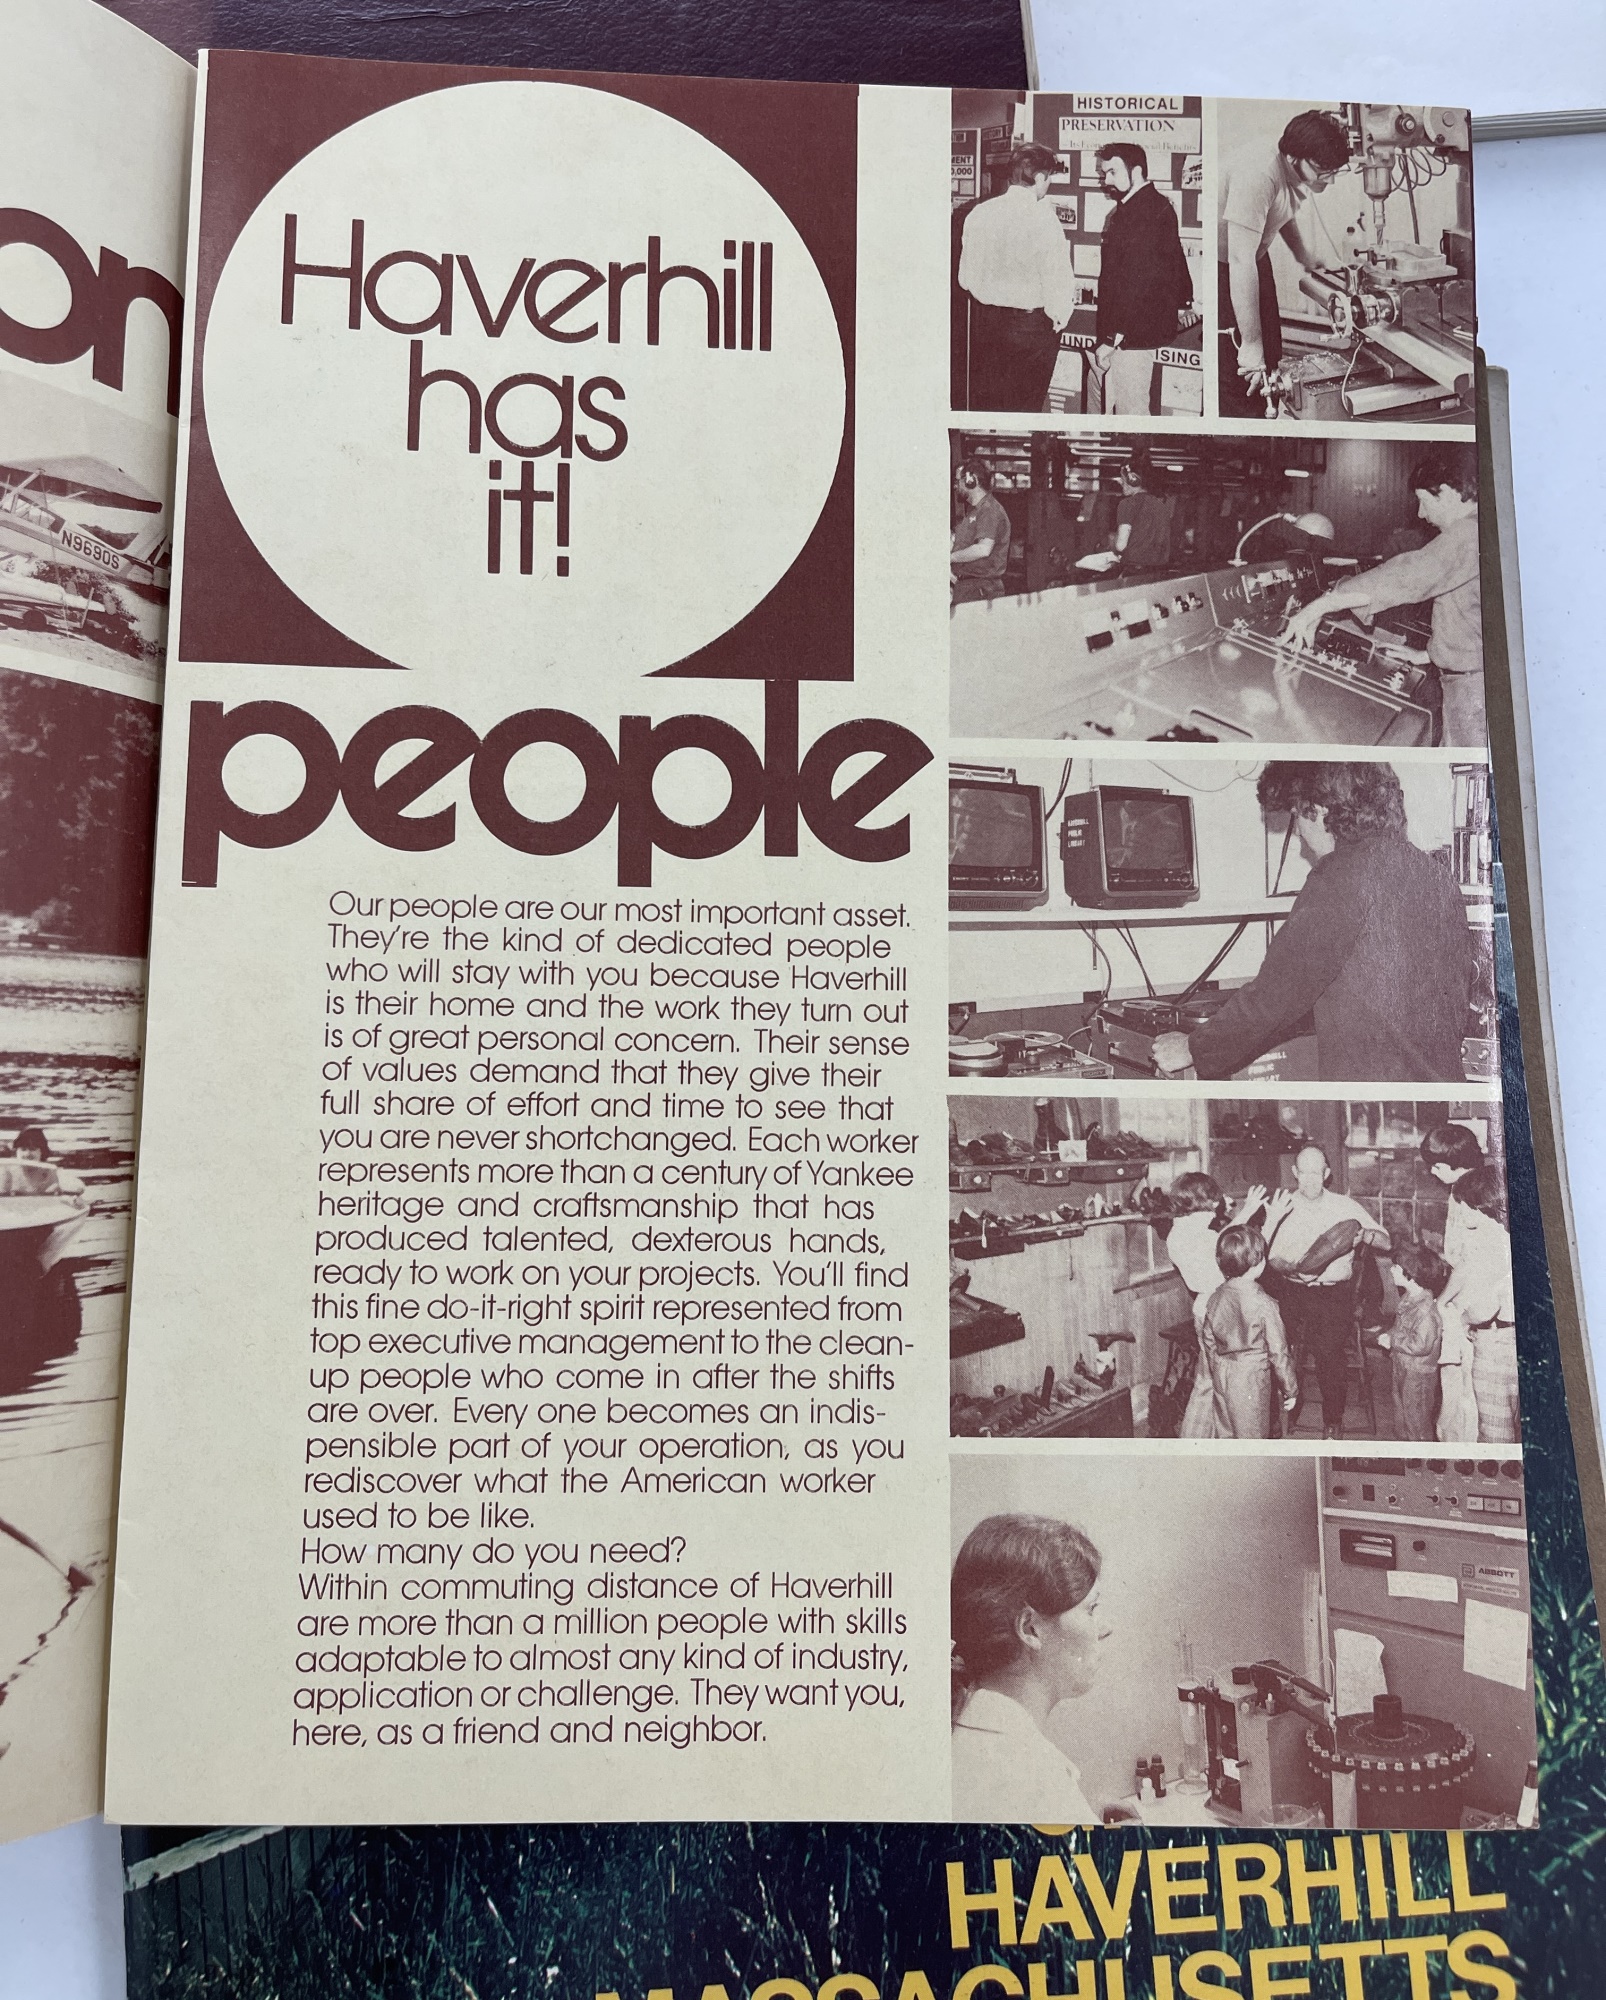 on
N9690S
Haverhill
has
it!
people
Our people are our most important asset.
They're the kind of dedicated people
who will stay with you because Haverhill
is their home and the work they turn out
is of great personal concern. Their sense
of values demand that they give their
full share of effort and time to see that
you are never shortchanged. Each worker
represents more than a century of Yankee
heritage and craftsmanship that has
produced talented, dexterous hands,
ready to work on your projects. You'll find
this fine do-it-right spirit represented from
top executive management to the clean-
up people who come in after the shifts
are over. Every one becomes an indis-
pensible part of your operation, as you
rediscover what the American worker
used to be like.
How many do you need?
Within commuting distance of Haverhill
are more than a million people with skills
adaptable to almost any kind of industry,
application or challenge. They want you,
here, as a friend and neighbor.
HISTORICAL
PRESERVATION
MENT
0,000
UND
ISING
HAVERHILL
PUBLIC
LIBRARY
ABBOTT
HAVERHILL
MASSACHUSETTS